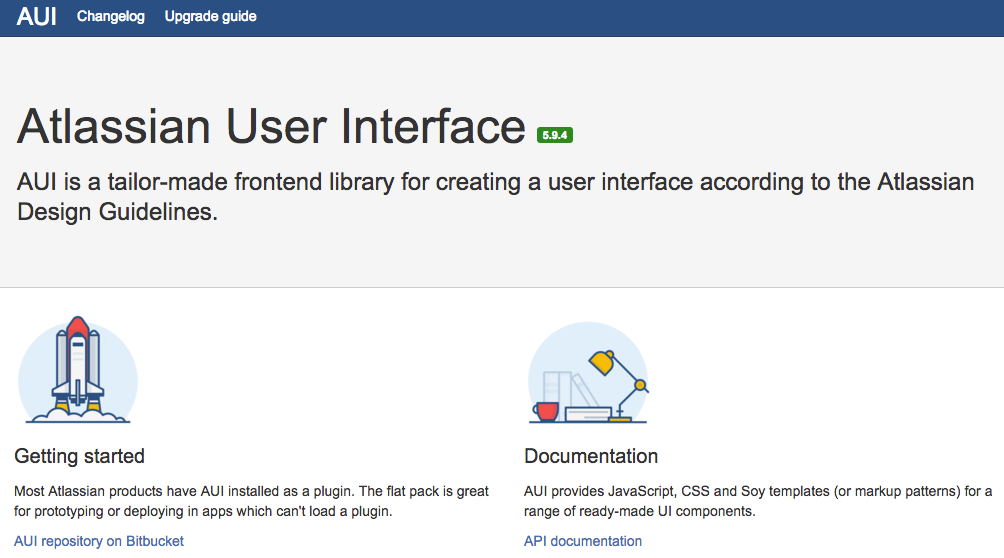 AUI Changelog Upgrade guide
Atlassian User Interface 5.9.4
AUI is a tailor-made frontend library for creating a user interface according to the Atlassian
Design Guidelines.
Getting started
Most Atlassian products have AUI installed as a plugin. The flat pack is great
for prototyping or deploying in apps which can't load a plugin.
AUI repository on Bitbucket
Documentation
AUI provides JavaScript, CSS and Soy templates (or markup patterns) for a
range of ready-made UI components.
API documentation